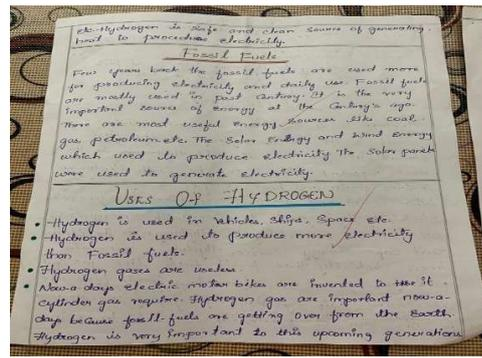 etc. Hydrogen is safe and clean source of generating
heat to procedure electricity.
Fossil Fuels
Few years back the fossil fuels are used more
for producing electricity and daily use. Fossil fuels
are mostly used in past Century. It is the very
important source of energy at the Century's ago.
There are most useful energy sources like coal,
gas, petroleum etc. The Solar Energy and Wind Energy
which used to produce electricity The Solar panels
were used to generate electricity.
USES OF HYDROGEN
• Hydrogen is used in vehicles, Ships, Space etc.
• Hydrogen is used to produce more electricity
than Fossil fuels.
• Hydrogen gases are useless
• Now-a days electric motor bikes are invented to use it
Cylinder gas require. Hydrogen gas are important now-a-
days because fossil-fuels are getting over from the Earth.
Hydrogen is very important to this upcoming generation